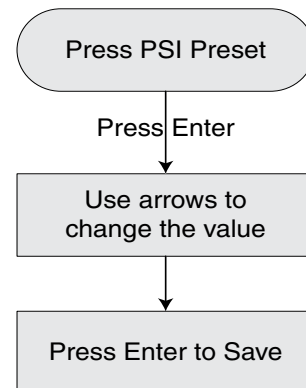 Press PSI Preset
Press Enter
Use arrows to
change the value
Press Enter to Save